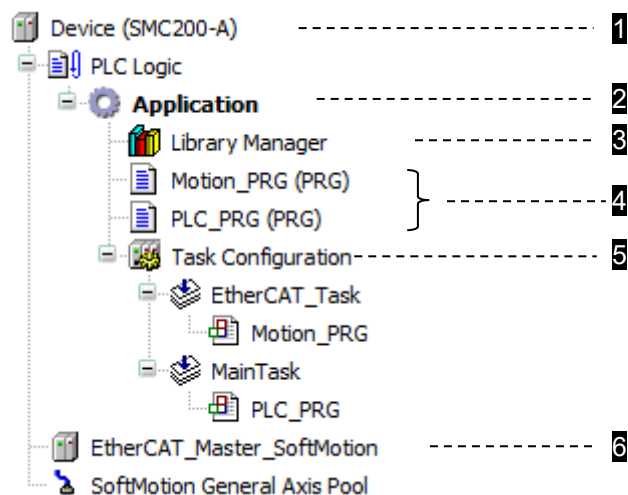 Device (SMC200-A) 1
PLC Logic
Application 2
Library Manager 3
Motion_PRG (PRG)
4
PLC_PRG (PRG)
Task Configuration 5
EtherCAT_Task
Motion_PRG
MainTask
PLC_PRG
EtherCAT_Master_SoftMotion 6
SoftMotion General Axis Pool